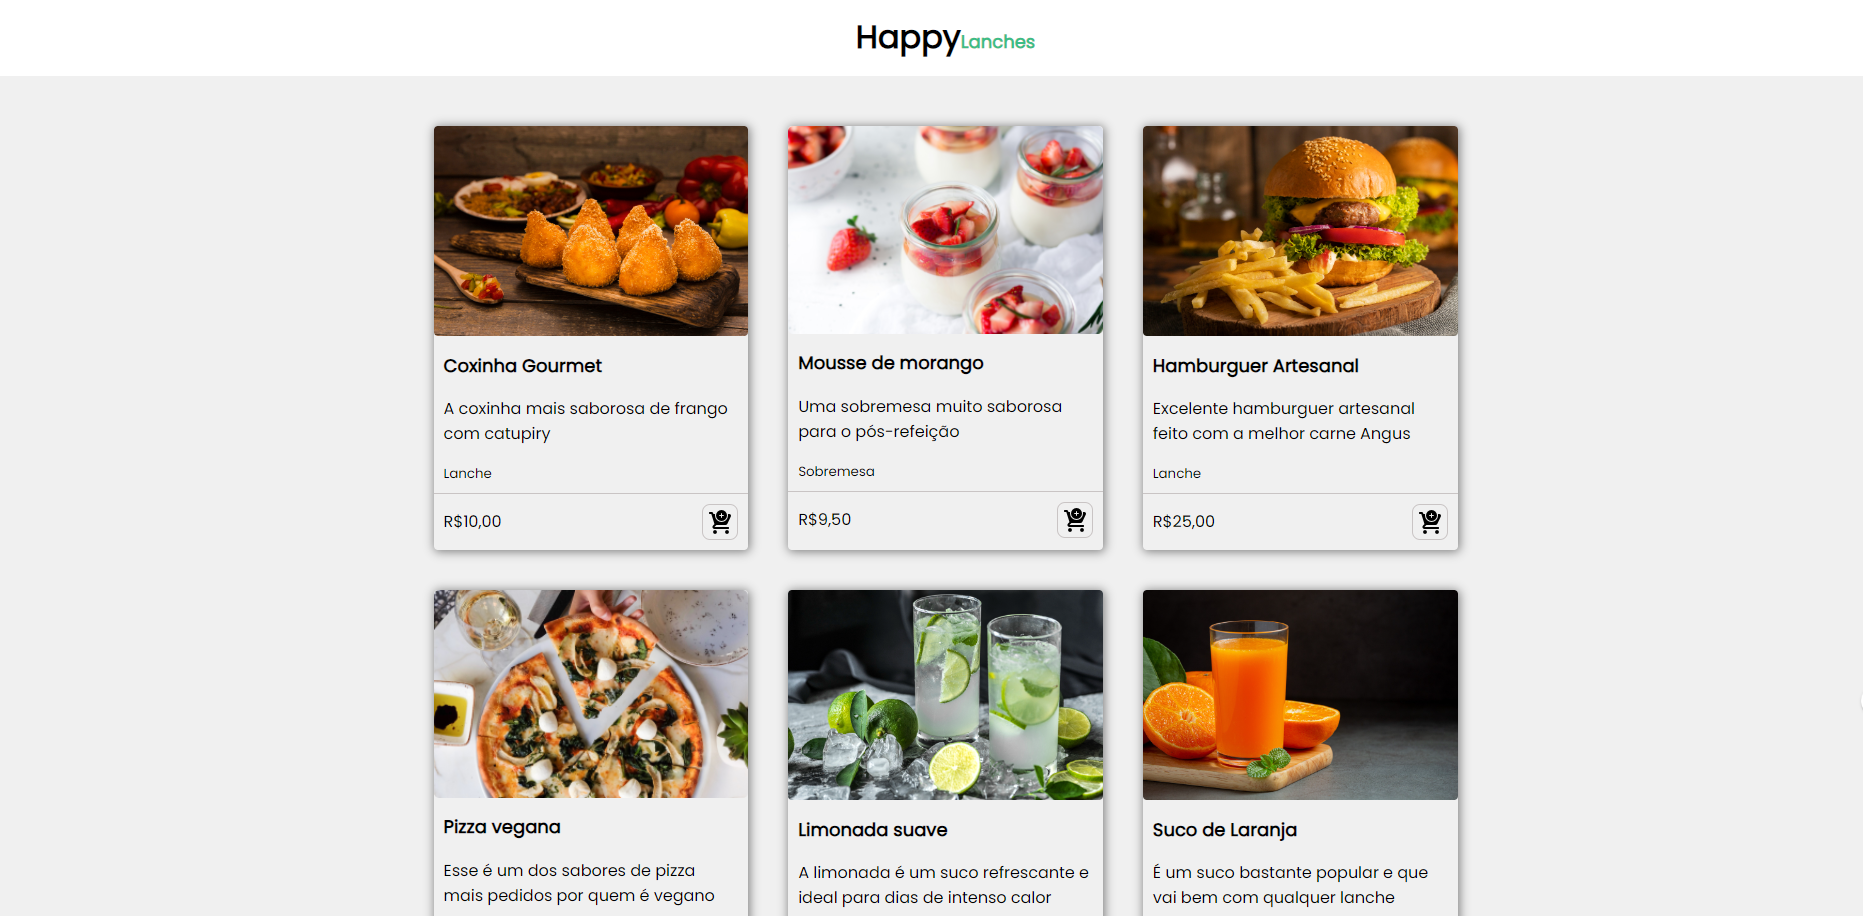 HappyLanches
Coxinha Gourmet
A coxinha mais saborosa de frango
com catupiry
Lanche
R$10,00
Mousse de morango
Uma sobremesa muito saborosa
para o pós-refeição
Sobremesa
R$9,50
Hamburguer Artesanal
Excelente hamburguer artesanal
feito com a melhor carne Angus
Lanche
R$25,00
Pizza vegana
Esse é um dos sabores de pizza
mais pedidos por quem é vegano
Limonada suave
A limonada é um suco refrescante e
ideal para dias de intenso calor
Suco de Laranja
É um suco bastante popular e que
vai bem com qualquer lanche